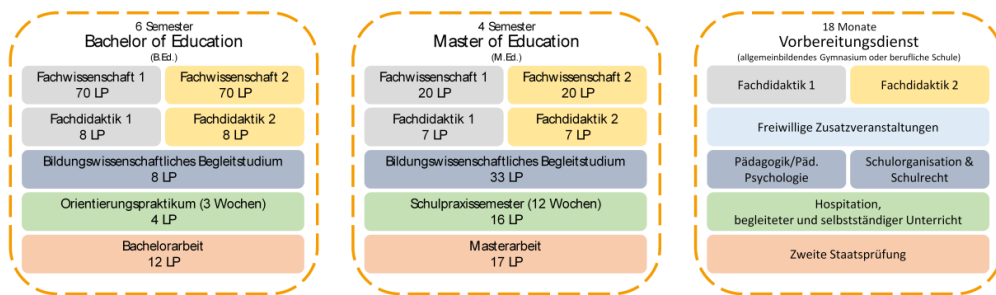 6 Semester
Bachelor of Education
(B.Ed.)
Fachwissenschaft 1
70 LP
Fachwissenschaft 2
70 LP
Fachdidaktik 1
8 LP
Fachdidaktik 2
8 LP
Bildungswissenschaftliches Begleitstudium
8 LP
Orientierungspraktikum (3 Wochen)
4 LP
Bachelorarbeit
12 LP
4 Semester
Master of Education
(M.Ed.)
Fachwissenschaft 1
20 LP
Fachwissenschaft 2
20 LP
Fachdidaktik 1
7 LP
Fachdidaktik 2
7 LP
Bildungswissenschaftliches Begleitstudium
33 LP
Schulpraxissemester (12 Wochen)
16 LP
Masterarbeit
17 LP
18 Monate
Vorbereitungsdienst
(allgemeinbildendes Gymnasium oder berufliche Schule)
Fachdidaktik 1
Fachdidaktik 2
Freiwillige Zusatzveranstaltungen
Pädagogik/Päd.
Psychologie
Schulorganisation &
Schulrecht
Hospitation,
begleiteter und selbstständiger Unterricht
Zweite Staatsprüfung